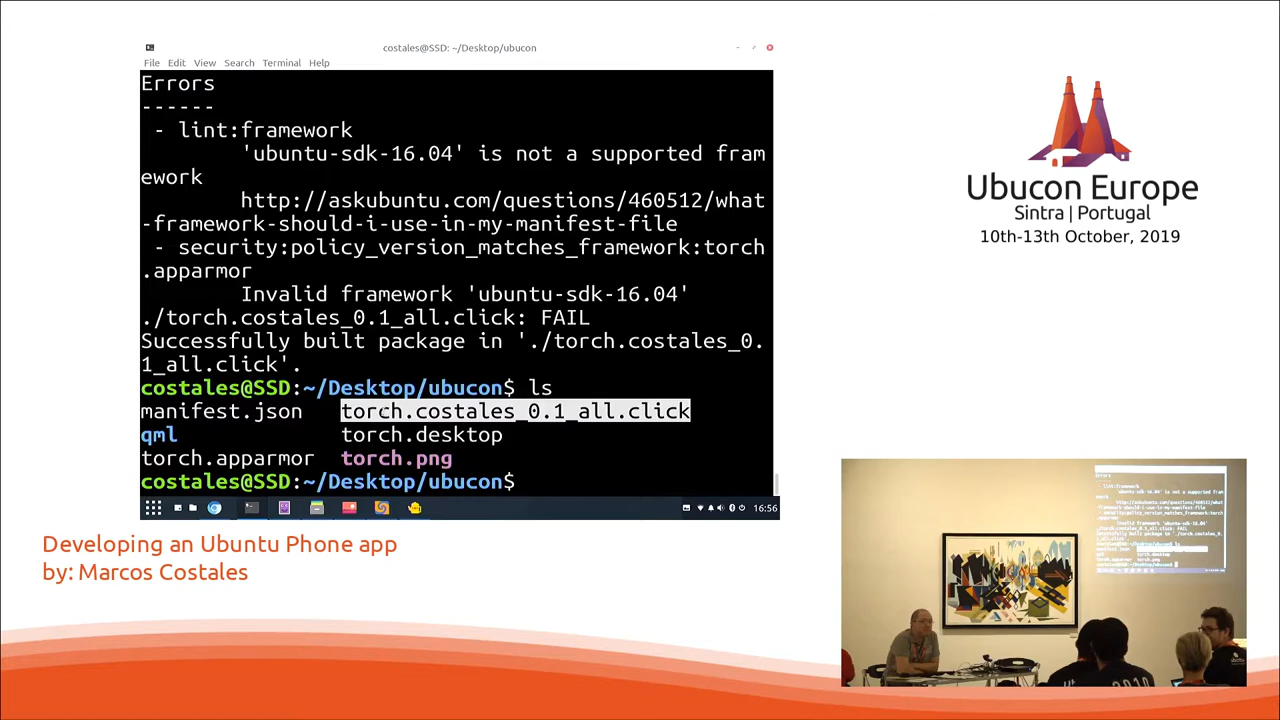 costales@SSD: ~/Desktop/ubucon
File Edit View Search Terminal Help
Errors
------
- lint:framework
'ubuntu-sdk-16.04' is not a supported fram
ework
http://askubuntu.com/questions/460512/what
-framework-should-i-use-in-my-manifest-file
- security:policy_version_matches_framework:torch
.apparmor
Invalid framework 'ubuntu-sdk-16.04'
./torch.costales_0.1_all.click: FAIL
Successfully built package in './torch.costales_0.
1_all.click'.
costales@SSD:~/Desktop/ubucon$ ls
manifest.json torch.costales_0.1_all.click
qml torch.desktop
torch.apparmor torch.png
costales@SSD:~/Desktop/ubucon$
16:56
Developing an Ubuntu Phone app
by: Marcos Costales
Ubucon Europe
Sintra | Portugal
10th-13th October, 2019